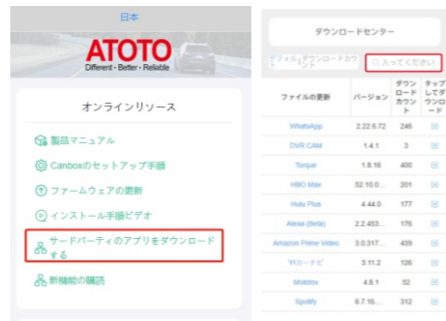 日本
ATOTO
Different - Better - Reliable
オンラインリソース
製品マニュアル
Canboxのセットアップ手順
ファームウェアの更新
インストール手順ビデオ
サードパーティのアプリをダウンロード
する
新機能の購読
ダウンロードセンター
入ってください
ファイルの更新 バージョン ダウンロードカウント タップしてダウンロード
WhatsApp 2.22.6.72 246
DVR CAM 1.4.1 3
Torque 1.8.16 400
HBO Max 52.10.0... 201
Hulu Plus 4.44.0 177
Alexa (Beta) 2.2.453... 176
Amazon Prime Video 3.0.317... 439
Y!カーナビ 3.11.2 126
Molotov 4.8.1 52
Spotify 8.7.16.... 312